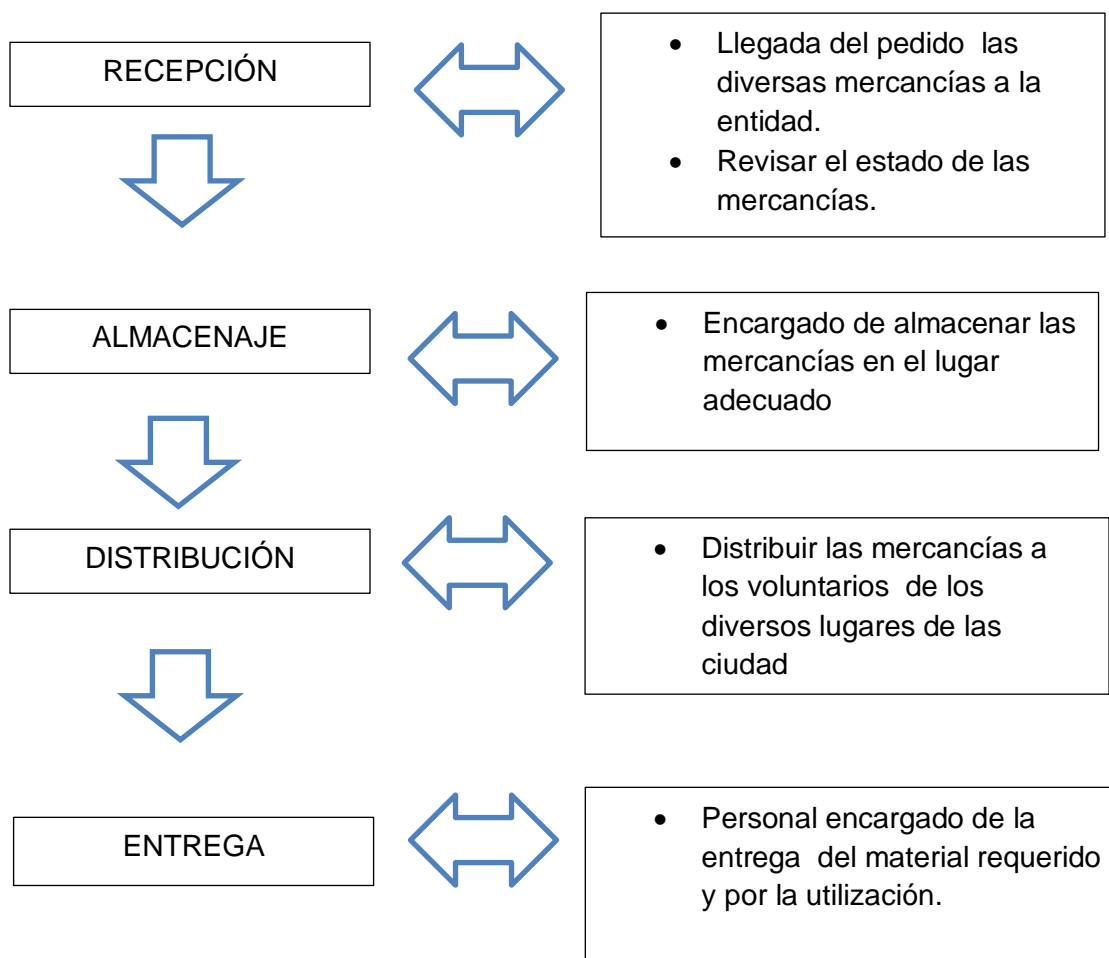 RECEPCIÓN
• Llegada del pedido  las
diversas mercancías a la
entidad.
• Revisar el estado de las
mercancías.
ALMACENAJE
• Encargado de almacenar las
mercancías en el lugar
adecuado
DISTRIBUCIÓN
• Distribuir las mercancías a
los voluntarios  de los
diversos lugares de las
ciudad
ENTREGA
• Personal encargado de la
entrega  del material requerido
y por la utilización.